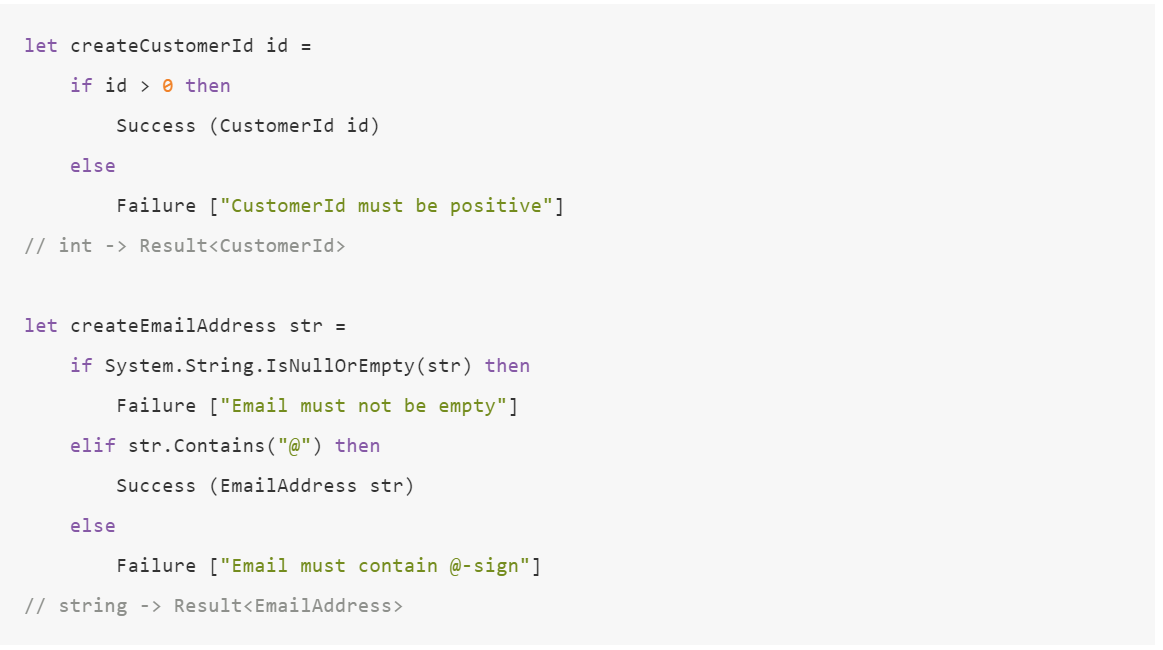 let createCustomerId id =
    if id > 0 then
        Success (CustomerId id)
    else
        Failure ["CustomerId must be positive"]
// int -> Result<CustomerId>

let createEmailAddress str =
    if System.String.IsNullOrEmpty(str) then
        Failure ["Email must not be empty"]
    elif str.Contains("@") then
        Success (EmailAddress str)
    else
        Failure ["Email must contain @-sign"]
// string -> Result<EmailAddress>